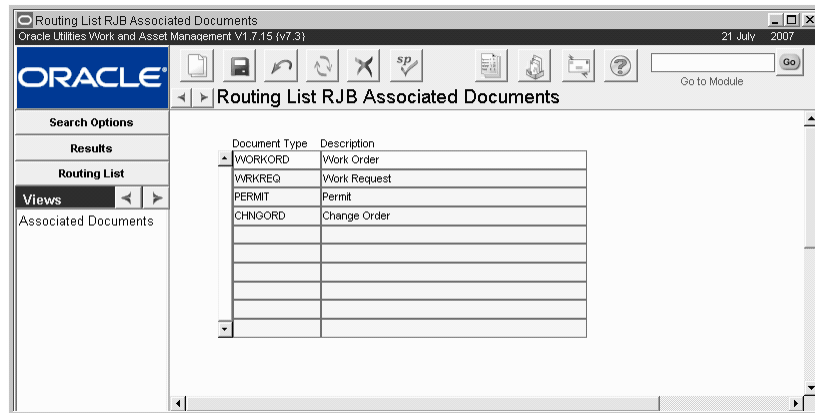 Routing List RJB Associated Documents
Oracle Utilities Work and Asset Management V1.7.15 (v7.3) 21 July 2007
ORACLE®
sp
Go
Go to Module
Routing List RJB Associated Documents
Search Options
Results
Routing List
Views
Associated Documents
Document Type Description
WORKORD Work Order
WRKREQ Work Request
PERMIT Permit
CHNGORD Change Order